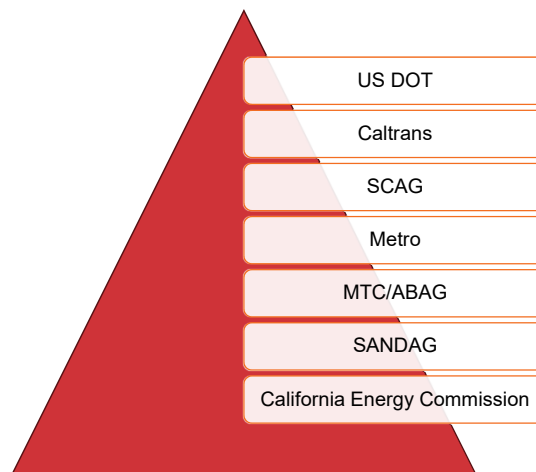 US DOT
Caltrans
SCAG
Metro
MTC/ABAG
SANDAG
California Energy Commission